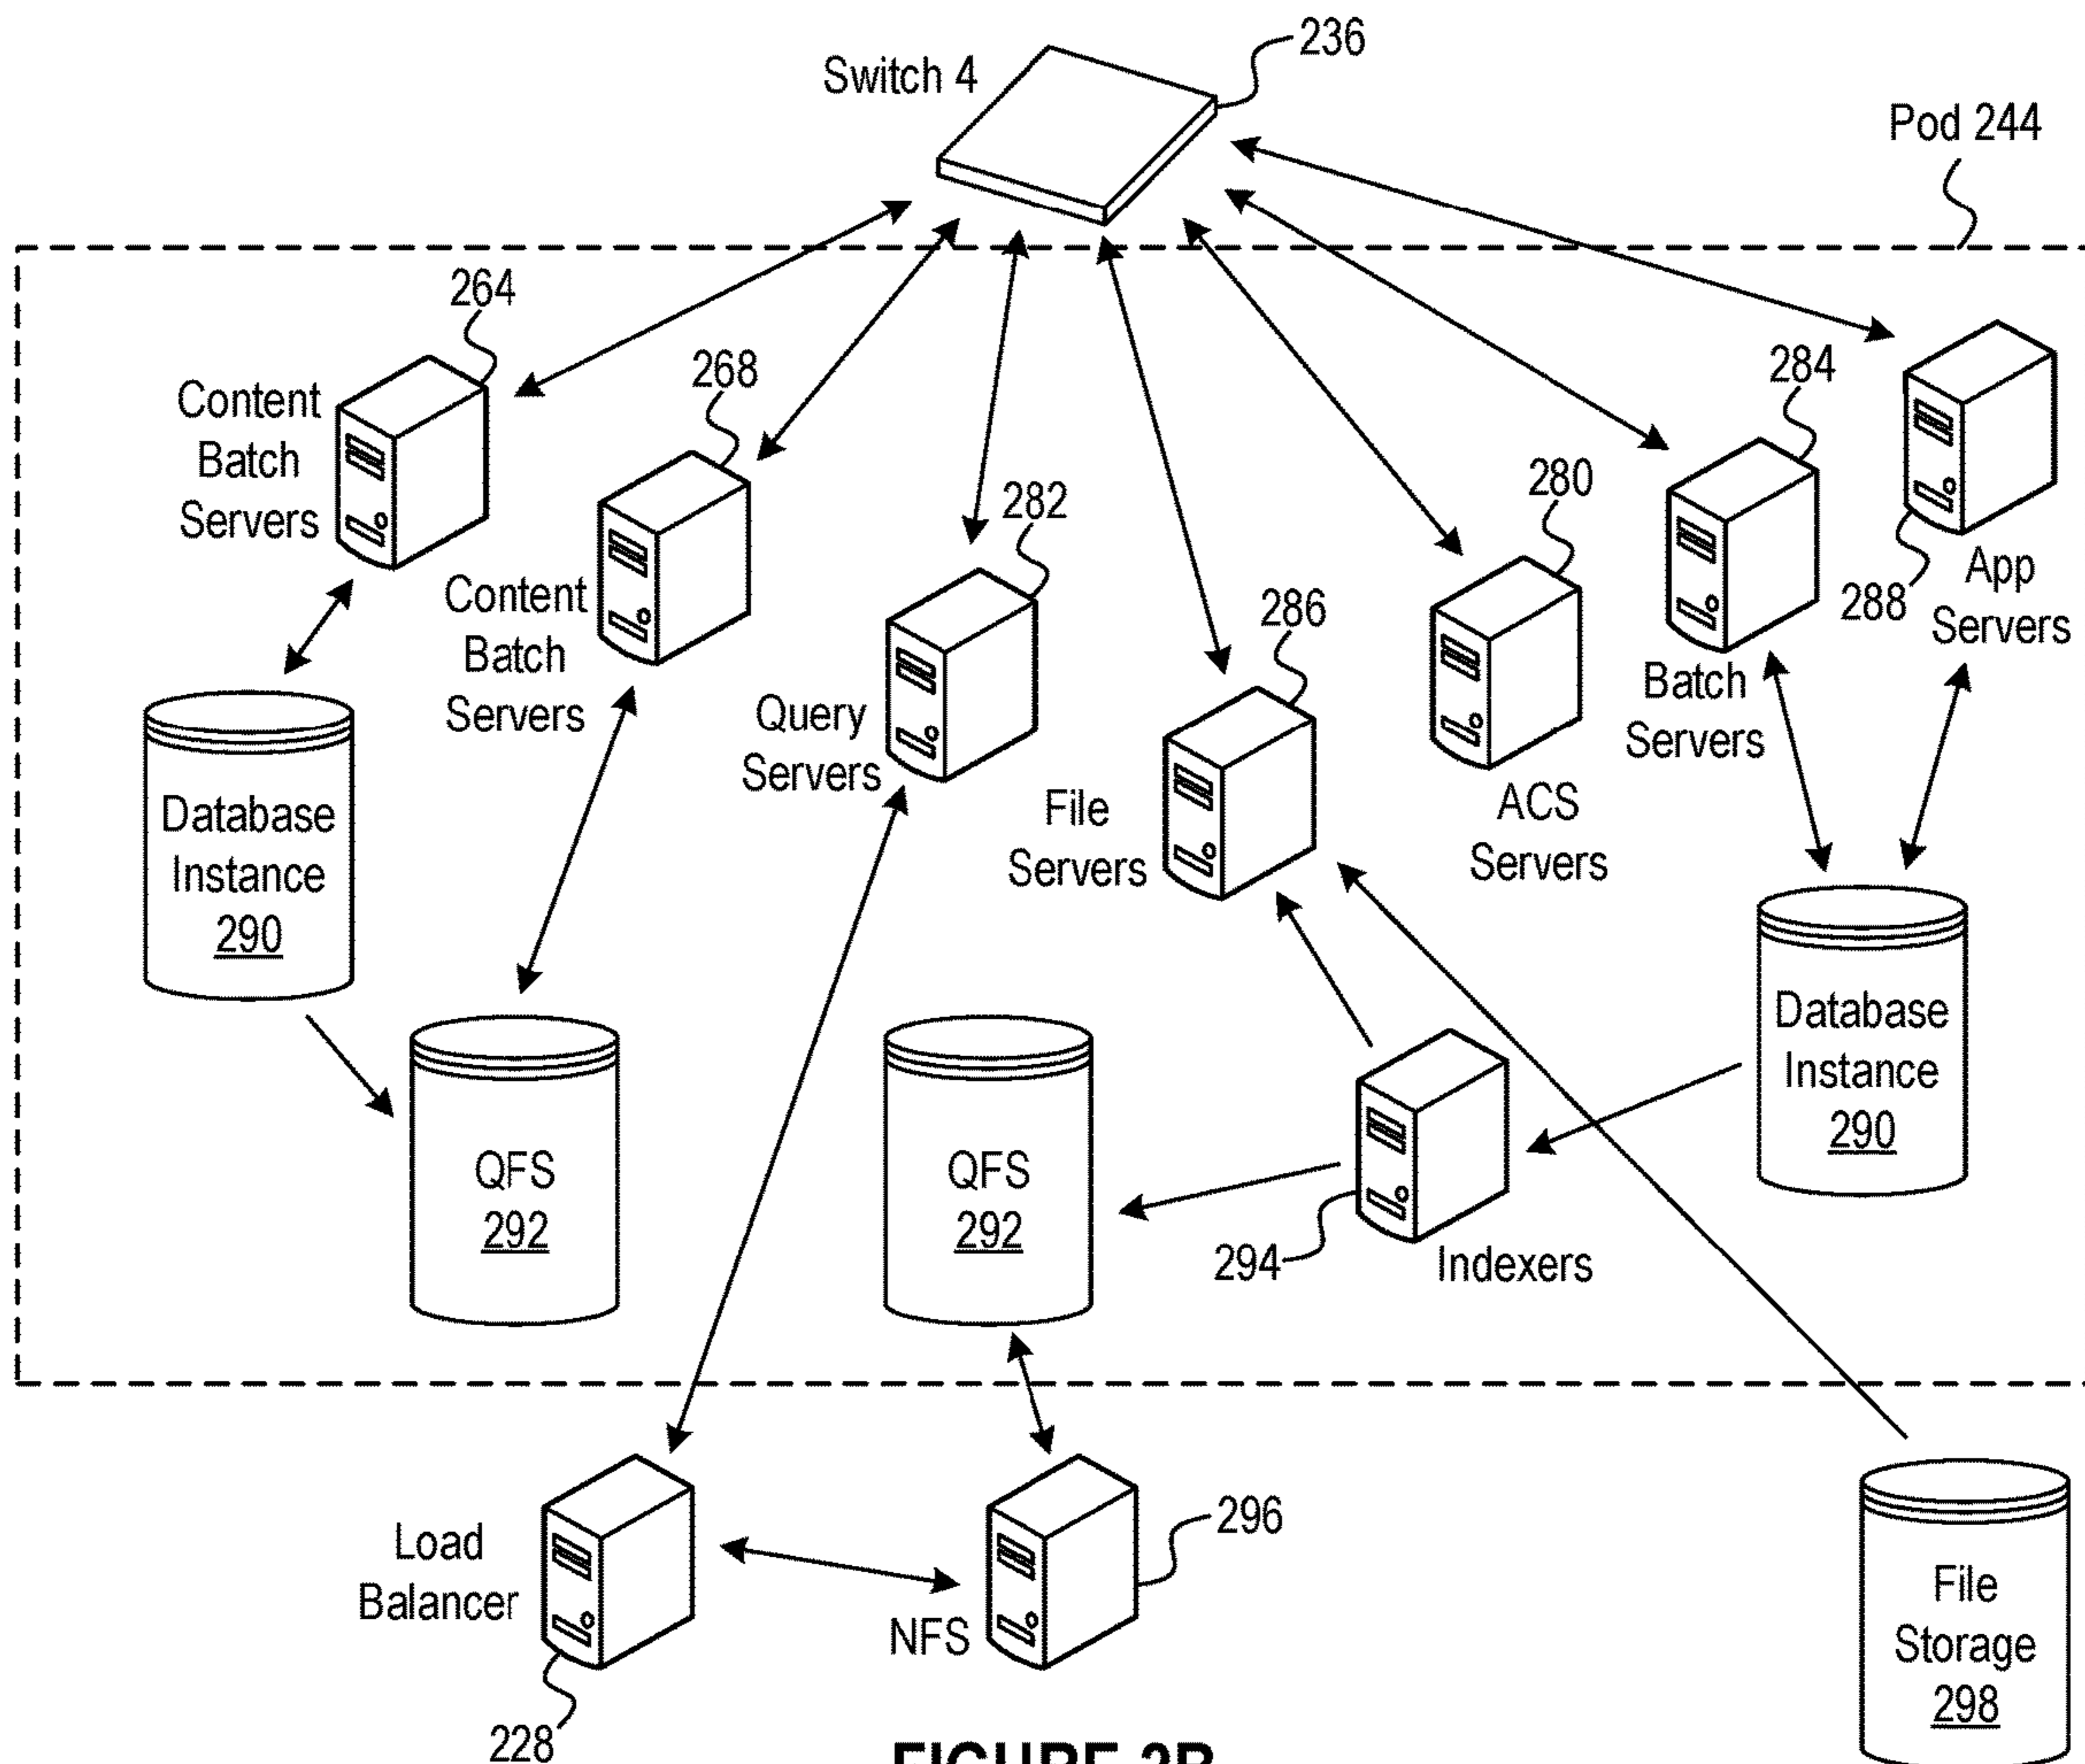 236
Switch 4
Pod 244
264
Content
Batch
Servers
268
Content
Batch
Servers
282
Query
Servers
286
File
Servers
280
ACS
Servers
284
Batch
Servers
288
App
Servers
Database
Instance
290
QFS
292
QFS
292
294
Indexers
Database
Instance
290
Load
Balancer
228
NFS
296
File
Storage
298
FIGURE 2B